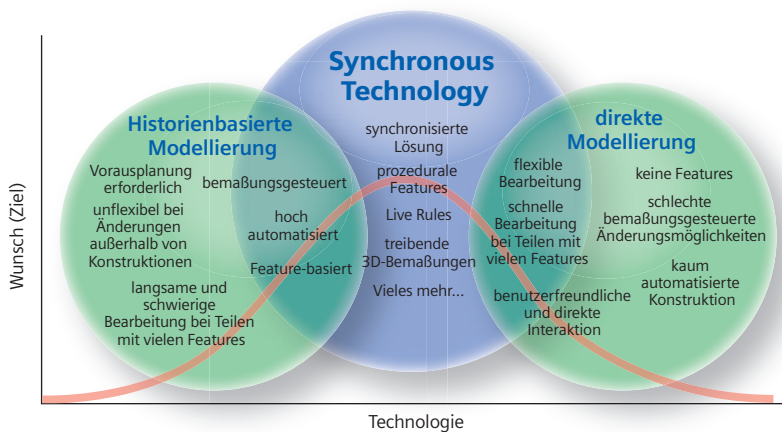 Synchronous
Technology
synchronisierte
Lösung
prozedurale
Features
Live Rules
treibende
3D-Bemaßungen
Vieles mehr...
Historienbasierte
Modellierung
Vorausplanung
erforderlich
unflexibel bei
Änderungen
außerhalb von
Konstruktionen
langsame und
schwierige
Bearbeitung bei Teilen
mit vielen Features
bemaßungsgesteuert
hoch
automatisiert
Feature-basiert
direkte
Modellierung
flexible
Bearbeitung
schnelle
Bearbeitung
bei Teilen mit
vielen Features
benutzerfreundliche
und direkte
Interaktion
keine Features
schlechte
bemaßungsgesteuerte
Änderungsmöglichkeiten
kaum
automatisierte
Konstruktion
Wunsch (Ziel)
Technologie